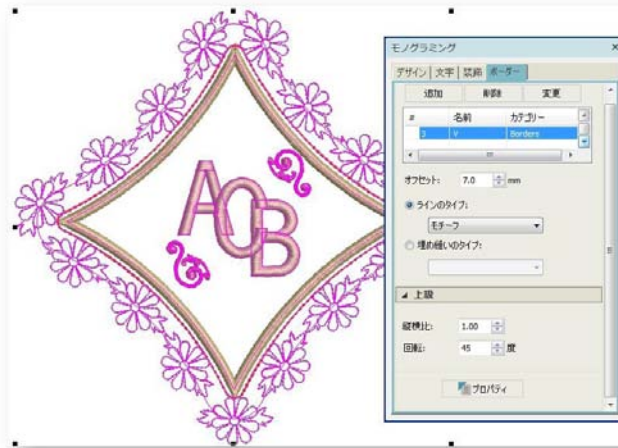 AOB
モノグラミング
デザイン 文字 禁飾 ボーダー
追加 削除 変更
# 名前 カテゴリー
3 V Borders
オフセット: 7.0 mm
ラインのタイプ:
モチーフ
埋め縫いのタイプ:
上級
縦横比: 1.00
回転: 45 度
プロパティ